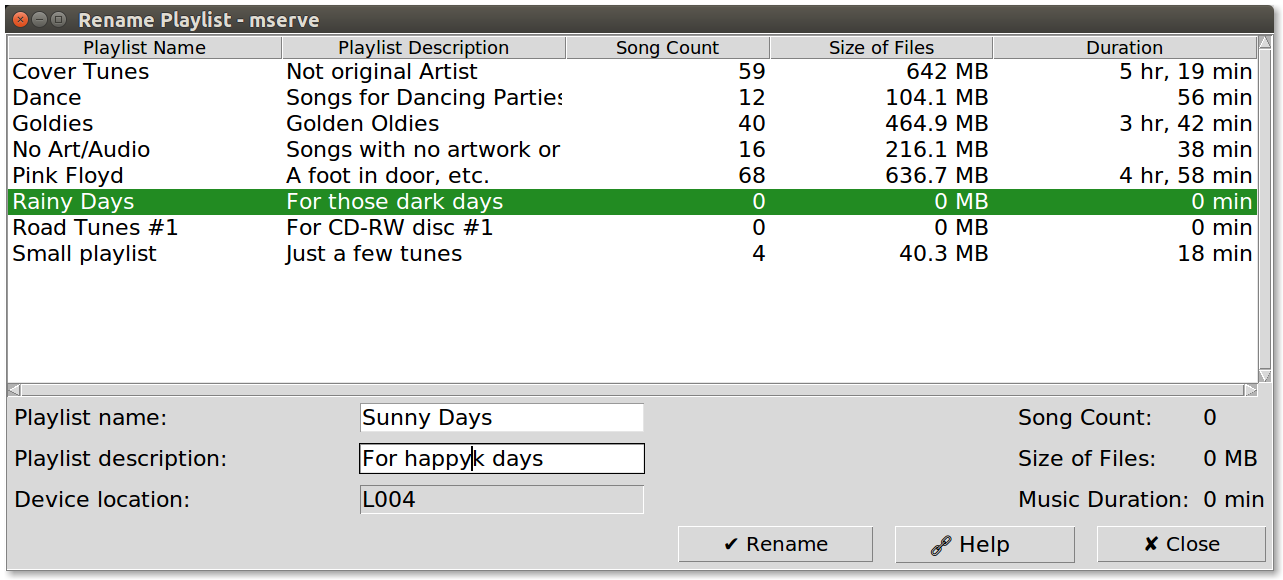 Rename Playlist - mserve
Playlist Name Playlist Description Song Count Size of Files Duration
Cover Tunes Not original Artist 59 642 MB 5 hr, 19 min
Dance Songs for Dancing Parties 12 104.1 MB 56 min
Goldies Golden Oldies 40 464.9 MB 3 hr, 42 min
No Art/Audio Songs with no artwork or 16 216.1 MB 38 min
Pink Floyd A foot in door, etc. 68 636.7 MB 4 hr, 58 min
Rainy Days For those dark days 0 0 MB 0 min
Road Tunes #1 For CD-RW disc #1 0 0 MB 0 min
Small playlist Just a few tunes 4 40.3 MB 18 min
Playlist name: Sunny Days Song Count: 0
Playlist description: For happyk days Size of Files: 0 MB
Device location: L004 Music Duration: 0 min
✔ Rename Help ✘ Close